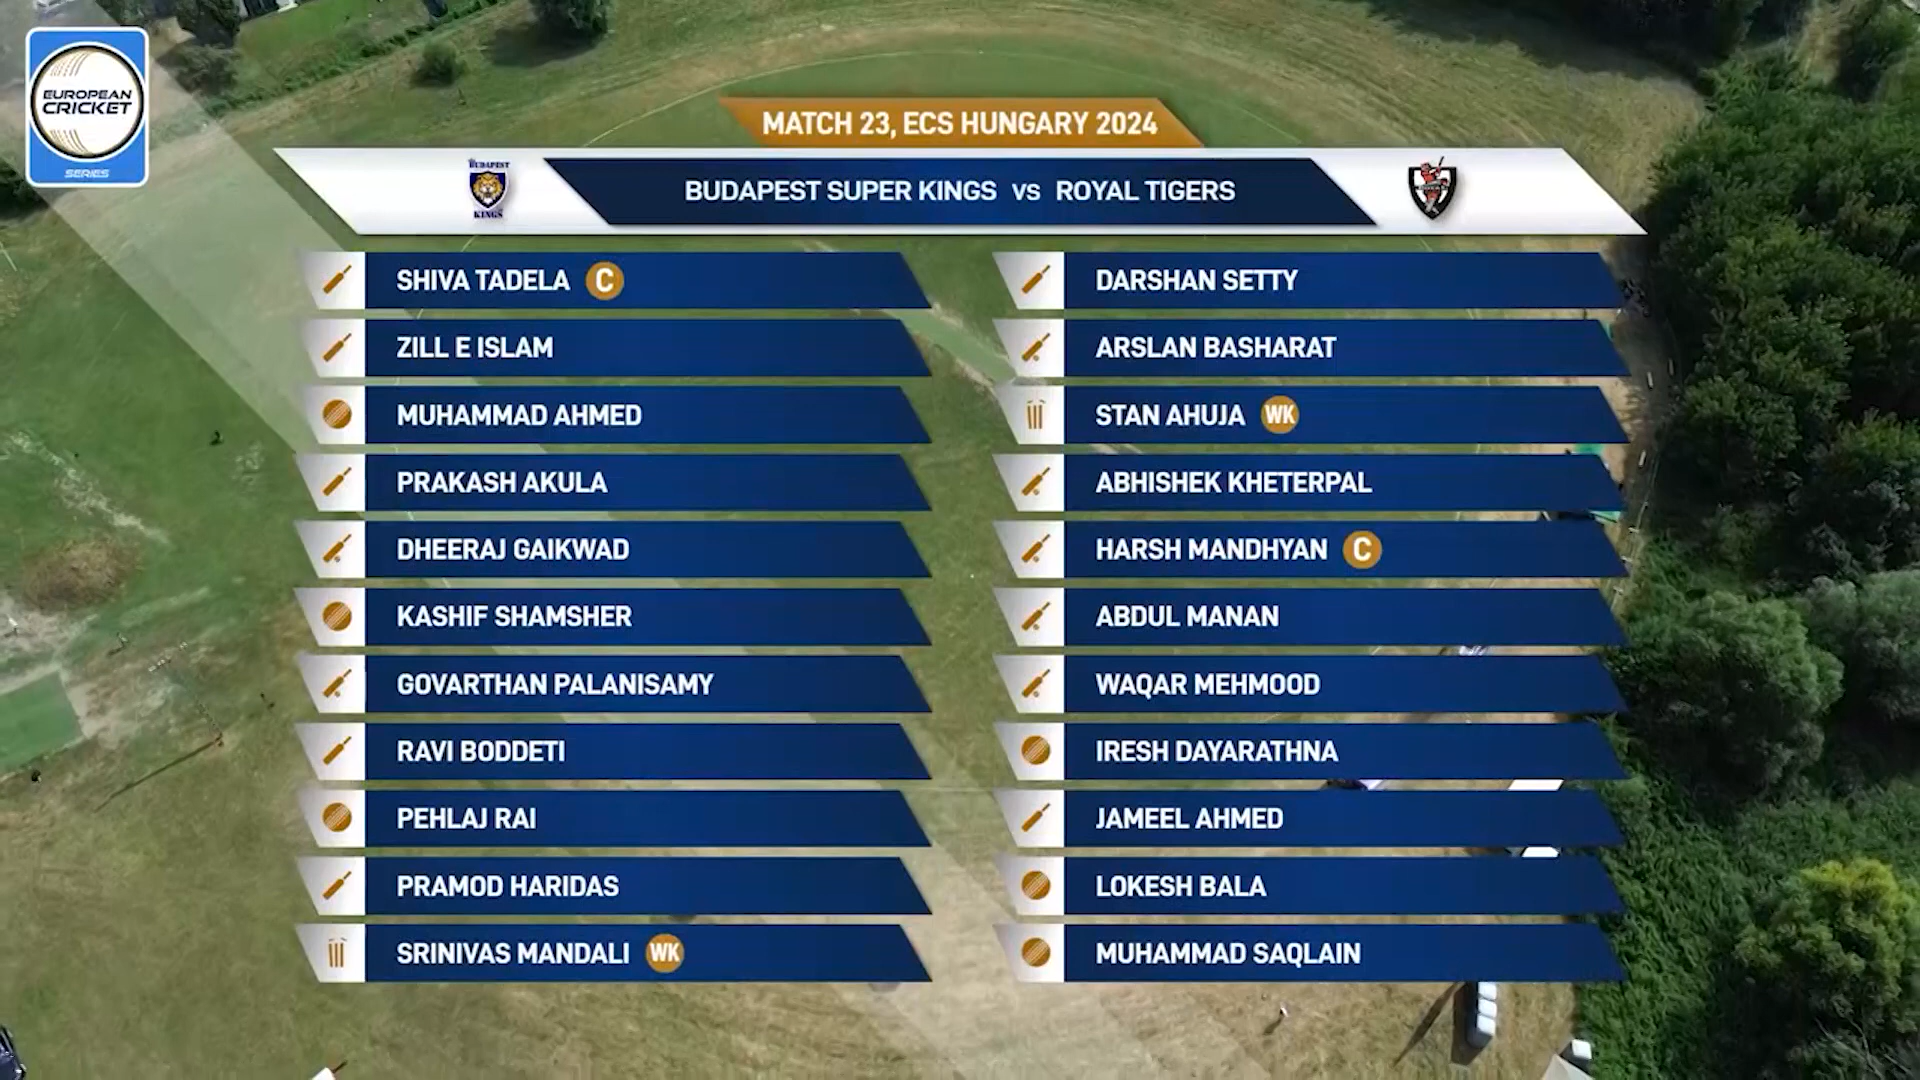 EUROPEAN
CRICKET
SERIES
MATCH 23, ECS HUNGARY 2024
BUDAPEST
KINGS
BUDAPEST SUPER KINGS vs ROYAL TIGERS
SHIVA TADELA C
ZILL E ISLAM
MUHAMMAD AHMED
PRAKASH AKULA
DHEERAJ GAIKWAD
KASHIF SHAMSHER
GOVARTHAN PALANISAMY
RAVI BODDETI
PEHLAJ RAI
PRAMOD HARIDAS
SRINIVAS MANDALI WK
DARSHAN SETTY
ARSLAN BASHARAT
STAN AHUJA WK
ABHISHEK KHETERPAL
HARSH MANDHYAN C
ABDUL MANAN
WAQAR MEHMOOD
IRESH DAYARATHNA
JAMEEL AHMED
LOKESH BALA
MUHAMMAD SAQLAIN